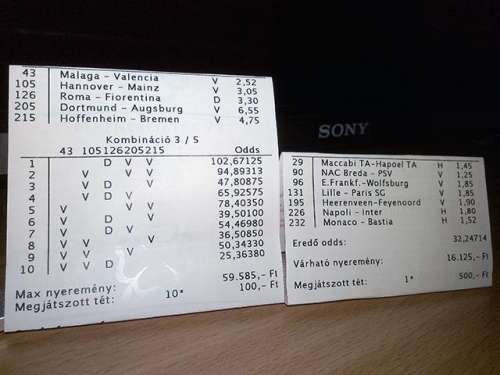 43 Malaga - Valencia V 2,52
105 Hannover - Mainz V 3,05
126 Roma - Fiorentina D 3,30
205 Dortmund - Augsburg V 6,55
215 Hoffenheim - Bremen V 4,75
Kombináció 3 / 5
43 105126205215 Odds
1 D V V 102,67125
2 V V V 94,89313
3 V D V 47,80875
4 V D V 65,92575
5 V V V 78,40350
6 V D V 39,50100
7 V D V 54,46980
8 V V V 36,50850
9 V V V 50,34330
10 V V D 25,36380
Max nyeremény: 59.585,- Ft
Megjátszott tét: 10* 100,- Ft
SONY
29 Maccabi TA-Hapoel TA H 1,45
90 NAC Breda - PSV V 1,25
96 E.Frankf.-Wolfsburg V 1,85
131 Lille - Paris SG V 1,85
195 Heerenveen-Feyenoord V 1,90
226 Napoli - Inter H 1,80
232 Monaco - Bastia H 1,52
Eredő odds: 32,24714
Várható nyeremény: 16.125,- Ft
Megjátszott tét: 1* 500,- Ft